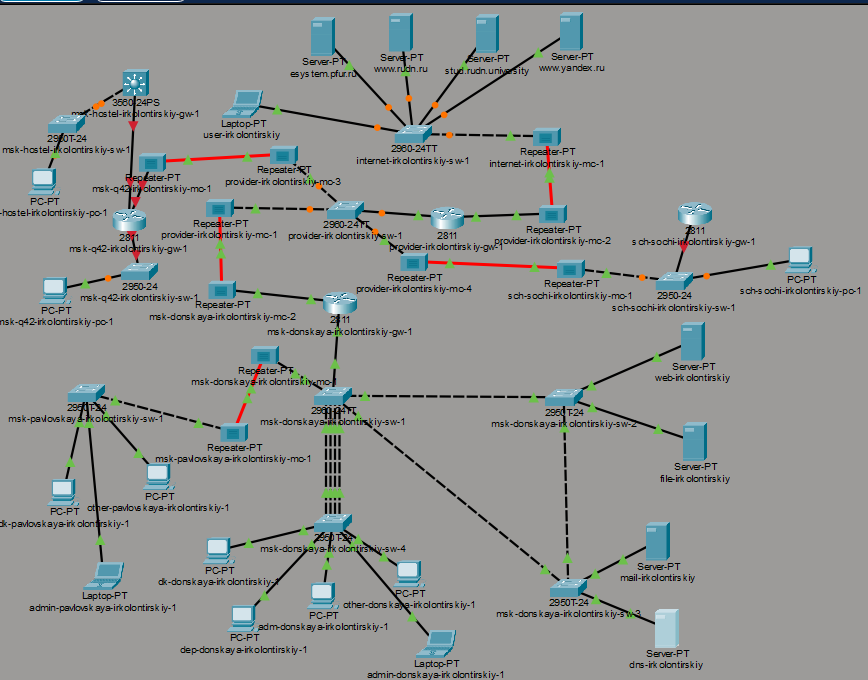 Server-PT
esystem.pfur.ru
Server-PT
www.rudn.ru
Server-PT
stud.rudn.university
Server-PT
www.yandex.ru
3560-24PS
msk-hostel-irkolontirskiy-gw-1
2950T-24
msk-hostel-irkolontirskiy-sw-1
PC-PT
-hostel-irkolontirskiy-pc-1
Laptop-PT
user-irkolontirskiy
2960-24TT
internet-irkolontirskiy-sw-1
Repeater-PT
internet-irkolontirskiy-mc-1
Repeater-PT
msk-q42-irkolontirskiy-mc-1
Repeater-PT
provider-irkolontirskiy-mc-3
2811
msk-q42-irkolontirskiy-gw-1
Repeater-PT
provider-irkolontirskiy-mc-1
2960-24TT
provider-irkolontirskiy-sw-1
2811
provider-irkolontirskiy-gw-1
Repeater-PT
provider-irkolontirskiy-mc-2
2811
sch-sochi-irkolontirskiy-gw-1
PC-PT
msk-q42-irkolontirskiy-pc-1
2950-24
msk-q42-irkolontirskiy-sw-1
Repeater-PT
msk-donskaya-irkolontirskiy-mc-2
2811
msk-donskaya-irkolontirskiy-gw-1
Repeater-PT
provider-irkolontirskiy-mc-4
Repeater-PT
sch-sochi-irkolontirskiy-mc-1
2950-24
sch-sochi-irkolontirskiy-sw-1
PC-PT
sch-sochi-irkolontirskiy-pc-1
Repeater-PT
msk-donskaya-irkolontirskiy-mc-
Server-PT
web-irkolontirskiy
2950T-24
msk-pavlovskaya-irkolontirskiy-sw-1
2960-24TT
msk-donskaya-irkolontirskiy-sw-1
2950T-24
msk-donskaya-irkolontirskiy-sw-2
Repeater-PT
msk-pavlovskaya-irkolontirskiy-mc-1
Server-PT
file-irkolontirskiy
PC-PT
dk-pavlovskaya-irkolontirskiy-1
PC-PT
other-pavlovskaya-irkolontirskiy-1
Laptop-PT
admin-pavlovskaya-irkolontirskiy-1
2950T-24
msk-donskaya-irkolontirskiy-sw-4
PC-PT
dk-donskaya-irkolontirskiy-1
PC-PT
dep-donskaya-irkolontirskiy-1
PC-PT
adm-donskaya-irkolontirskiy-1
PC-PT
other-donskaya-irkolontirskiy-1
Laptop-PT
admin-donskaya-irkolontirskiy-1
2950T-24
msk-donskaya-irkolontirskiy-sw-3
Server-PT
mail-irkolontirskiy
Server-PT
dns-irkolontirskiy